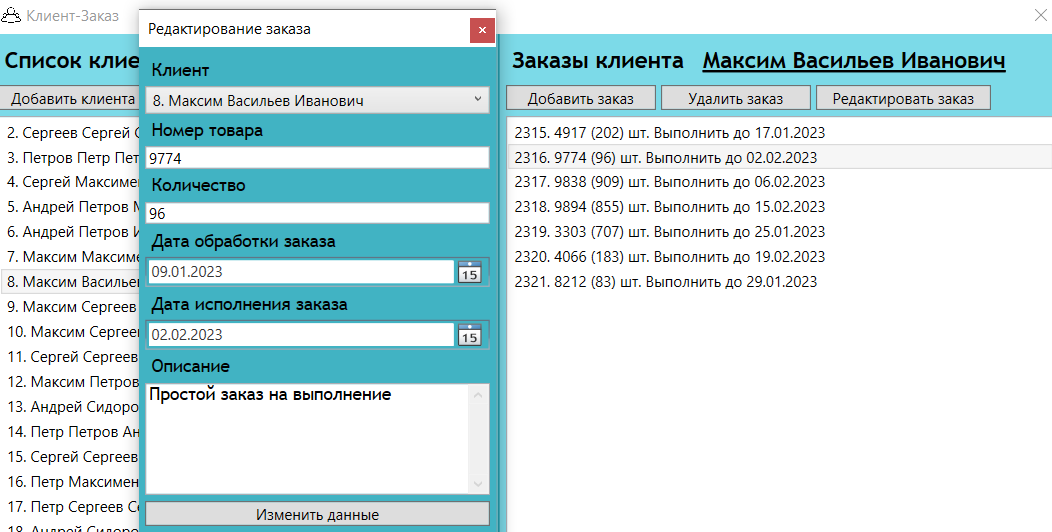 Клиент-Заказ
Редактирование заказа
Список клие
Добавить клиента
2. Сергеев Сергей
3. Петров Петр Пет
4. Сергей Максиме
5. Андрей Петров
6. Андрей Петров И
7. Максим Максиме
8. Максим Василье
9. Максим Сергеев
10. Максим Сергее
11. Сергей Сергеев
12. Максим Петров
13. Андрей Сидоро
14. Петр Петров Ан
15. Сергей Сергеев
16. Петр Максимен
17. Петр Сергеев С
18. Андрей Сидоро
Клиент
8. Максим Васильев Иванович
Номер товара
9774
Количество
96
Дата обработки заказа
09.01.2023
15
Дата исполнения заказа
02.02.2023
15
Описание
Простой заказ на выполнение
Изменить данные
Заказы клиента Максим Васильев Иванович
Добавить заказ
Удалить заказ
Редактировать заказ
2315. 4917 (202) шт. Выполнить до 17.01.2023
2316. 9774 (96) шт. Выполнить до 02.02.2023
2317. 9838 (909) шт. Выполнить до 06.02.2023
2318. 9894 (855) шт. Выполнить до 15.02.2023
2319. 3303 (707) шт. Выполнить до 25.01.2023
2320. 4066 (183) шт. Выполнить до 19.02.2023
2321. 8212 (83) шт. Выполнить до 29.01.2023